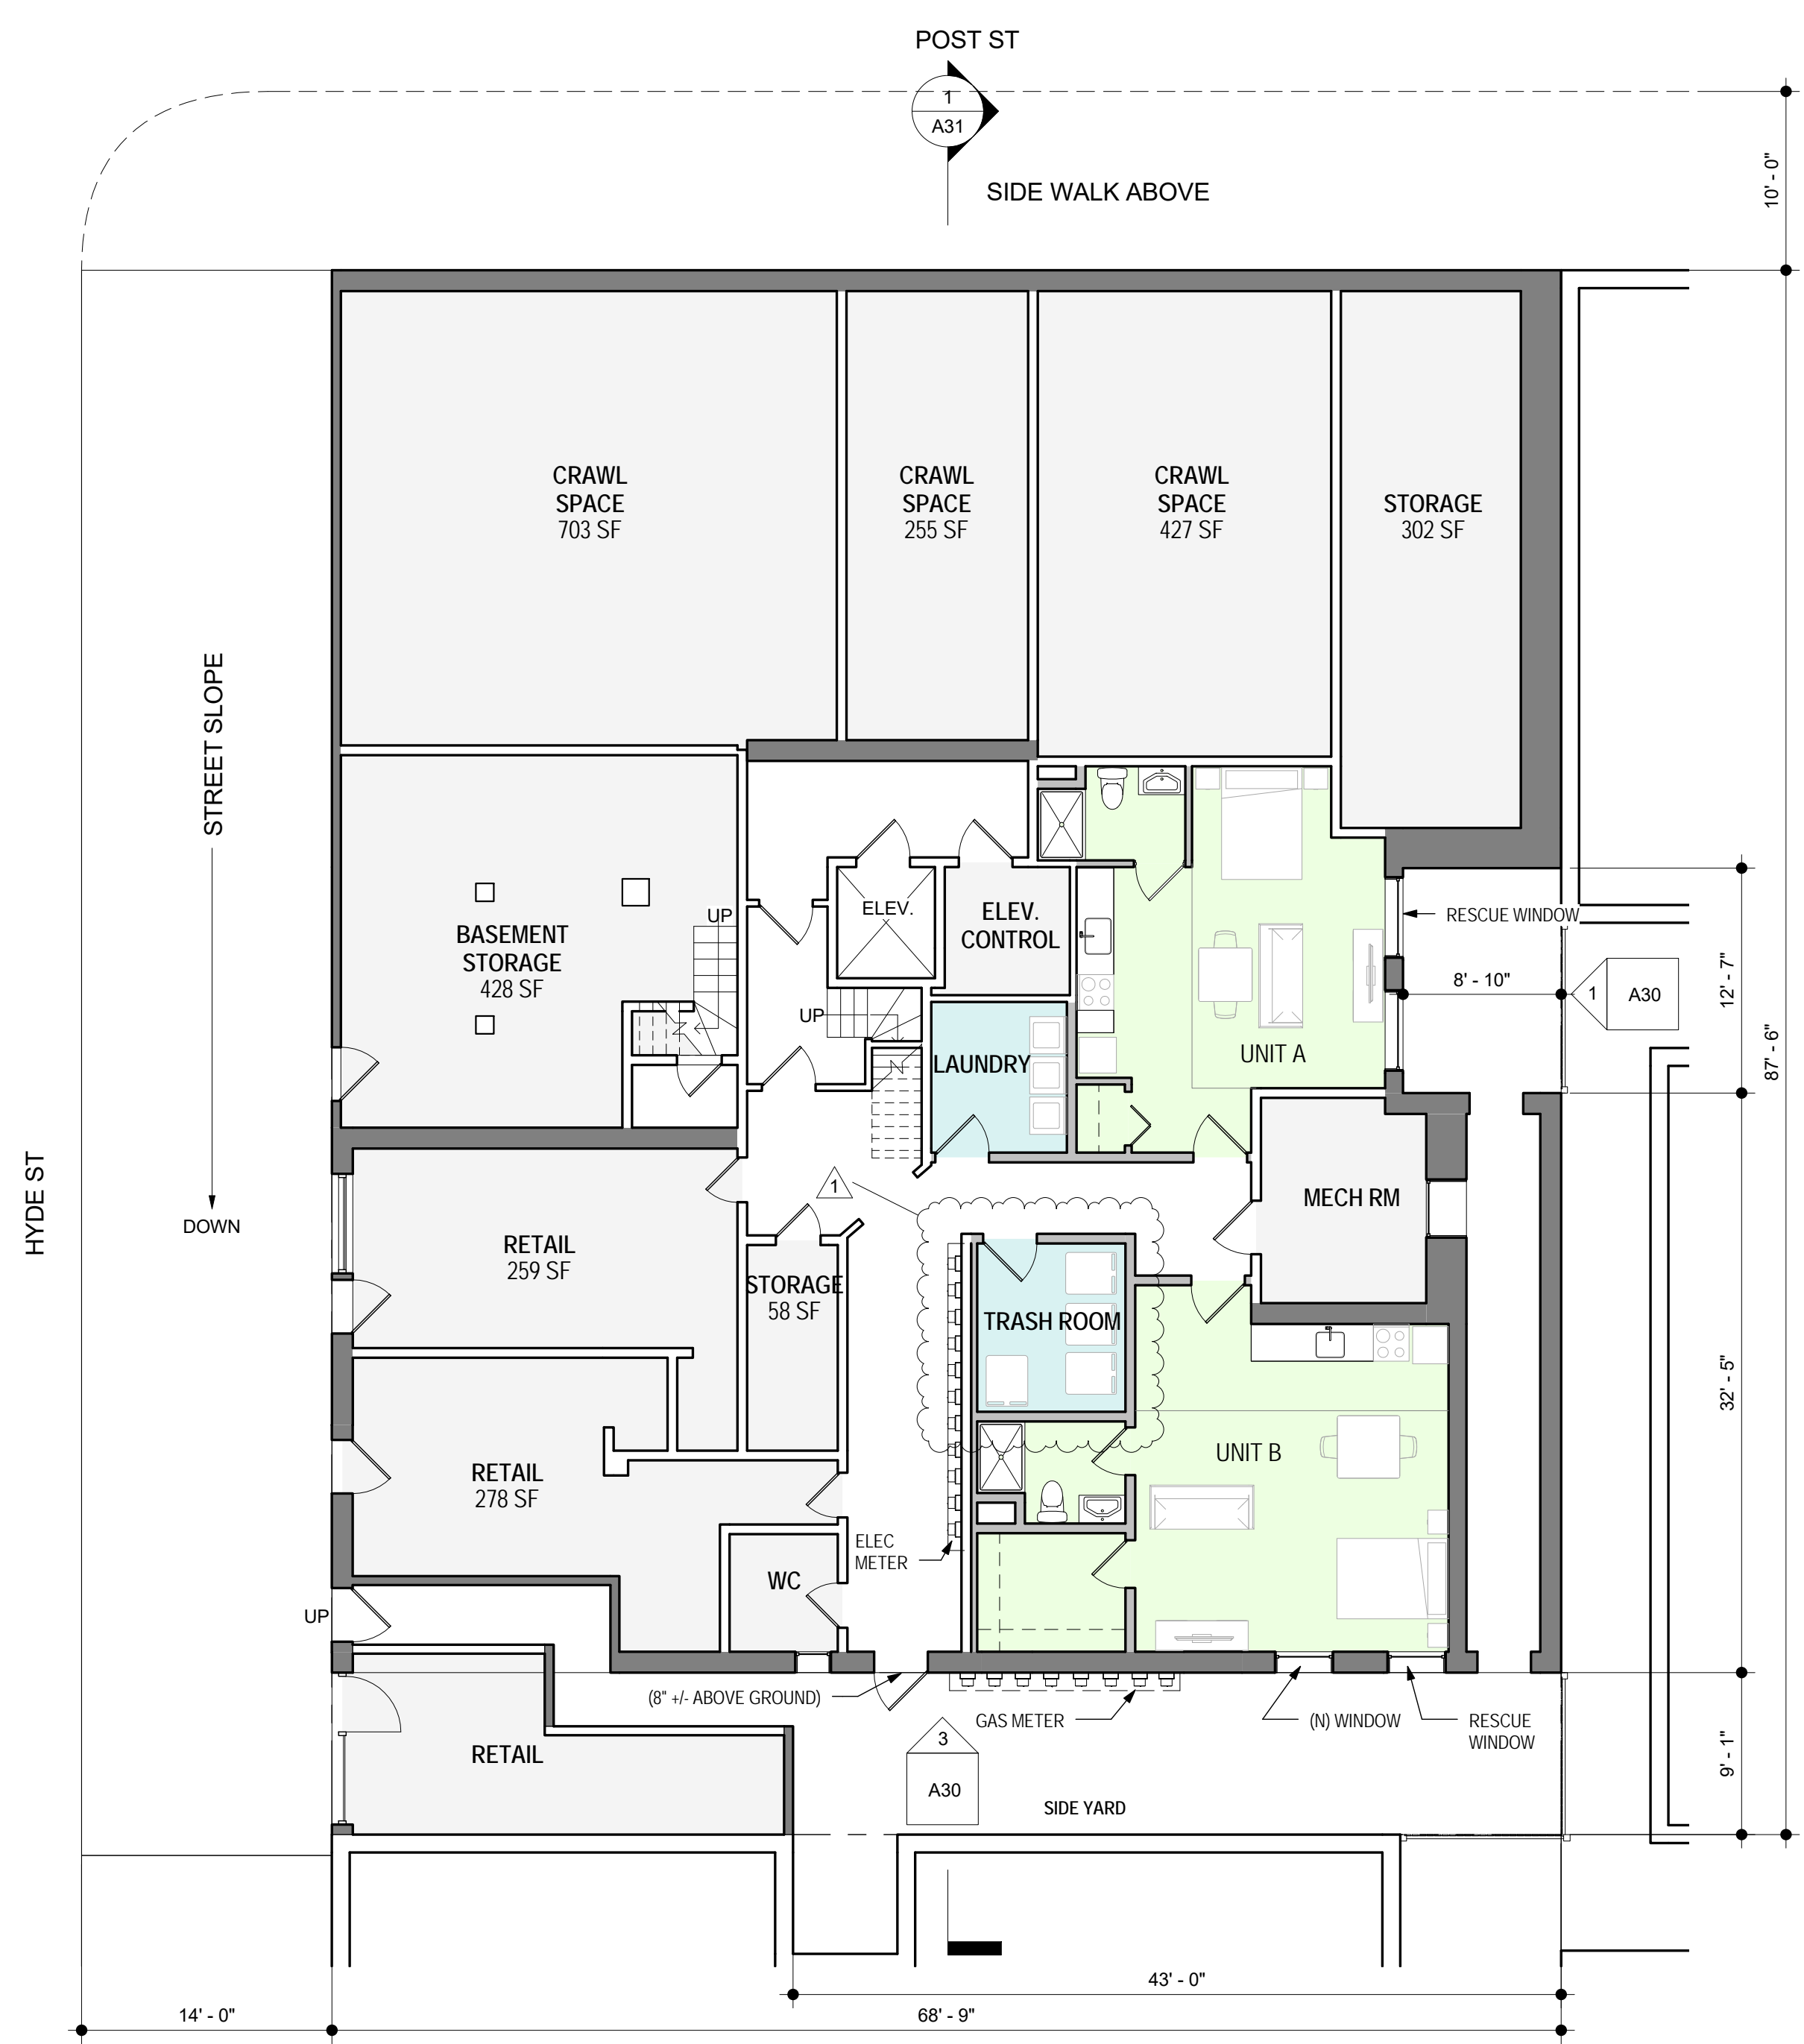 POST ST
1
A31
SIDE WALK ABOVE
10' - 0"
CRAWL
SPACE
703 SF
CRAWL
SPACE
255 SF
CRAWL
SPACE
427 SF
STORAGE
302 SF
STREET SLOPE
DOWN
HYDE ST
BASEMENT
STORAGE
428 SF
UP
ELEV.
ELEV.
CONTROL
UP
LAUNDRY
UNIT A
RESCUE WINDOW
8' - 10"
1
A30
12' - 7"
87' - 6"
1
MECH RM
RETAIL
259 SF
STORAGE
58 SF
TRASH ROOM
32' - 5"
UNIT B
RETAIL
278 SF
ELEC
METER
WC
UP
(8" +/- ABOVE GROUND)
GAS METER
(N) WINDOW
RESCUE
WINDOW
RETAIL
3
A30
SIDE YARD
9' - 1"
43' - 0"
14' - 0"
68' - 9"